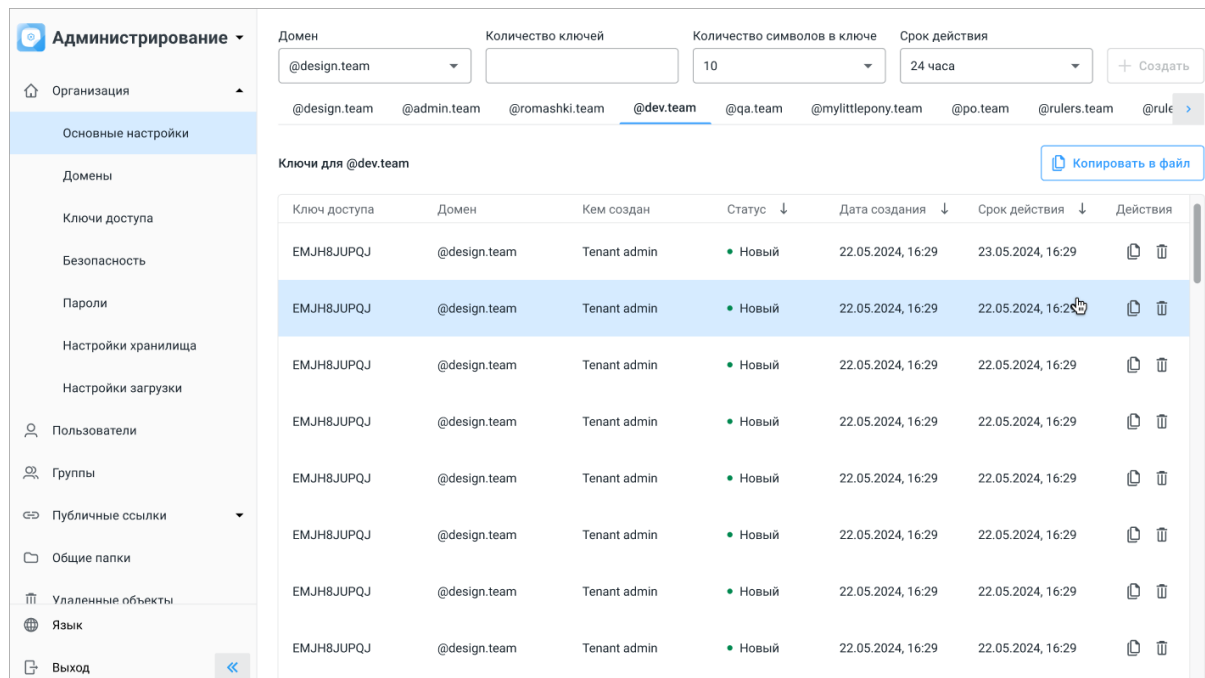 Администрирование
Организация
Основные настройки
Домены
Ключи доступа
Безопасность
Пароли
Настройки хранилища
Настройки загрузки
Пользователи
Группы
Публичные ссылки
Общие папки
Удаленные объекты
Язык
Выход
Домен Количество ключей Количество символов в ключе Срок действия
@design.team 10 24 часа + Создать
@design.team @admin.team @romashki.team @dev.team @qa.team @mylittlepony.team @po.team @rulers.team @rule
Ключи для @dev.team Копировать в файл
Ключ доступа Домен Кем создан Статус ↓ Дата создания ↓ Срок действия ↓ Действия
EMJH8JUPQJ @design.team Tenant admin • Новый 22.05.2024, 16:29 23.05.2024, 16:29
EMJH8JUPQJ @design.team Tenant admin • Новый 22.05.2024, 16:29 22.05.2024, 16:29
EMJH8JUPQJ @design.team Tenant admin • Новый 22.05.2024, 16:29 22.05.2024, 16:29
EMJH8JUPQJ @design.team Tenant admin • Новый 22.05.2024, 16:29 22.05.2024, 16:29
EMJH8JUPQJ @design.team Tenant admin • Новый 22.05.2024, 16:29 22.05.2024, 16:29
EMJH8JUPQJ @design.team Tenant admin • Новый 22.05.2024, 16:29 22.05.2024, 16:29
EMJH8JUPQJ @design.team Tenant admin • Новый 22.05.2024, 16:29 22.05.2024, 16:29
EMJH8JUPQJ @design.team Tenant admin • Новый 22.05.2024, 16:29 22.05.2024, 16:29